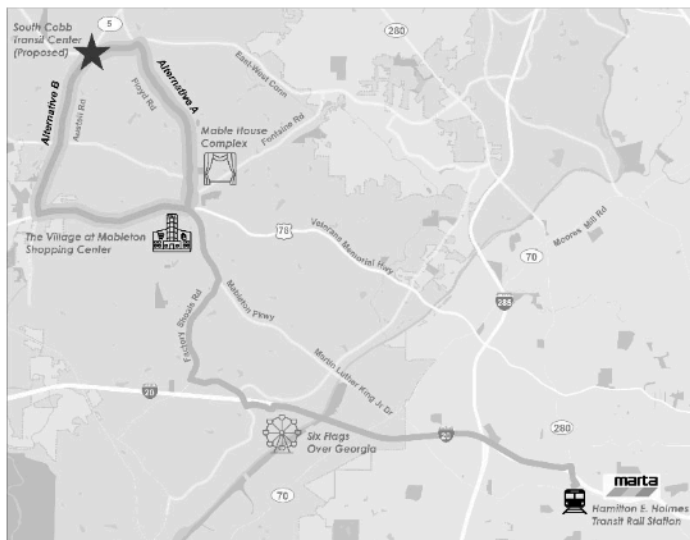 South Cobb
Transit Center
(Proposed)
5
280
East-West Conn
Alternative B
Austell Rd
Floyd Rd
Alternative A
Mable House
Complex
Fontaine Rd
The Village at Mableton
Shopping Center
78
Veterans Memorial Hwy
Moores Mill Rd
70
285
Factory Shoals Rd
Mableton Pkwy
Martin Luther King Jr Dr
20
Six Flags
Over Georgia
280
70
marta
Hamilton E. Holmes
Transit Rail Station